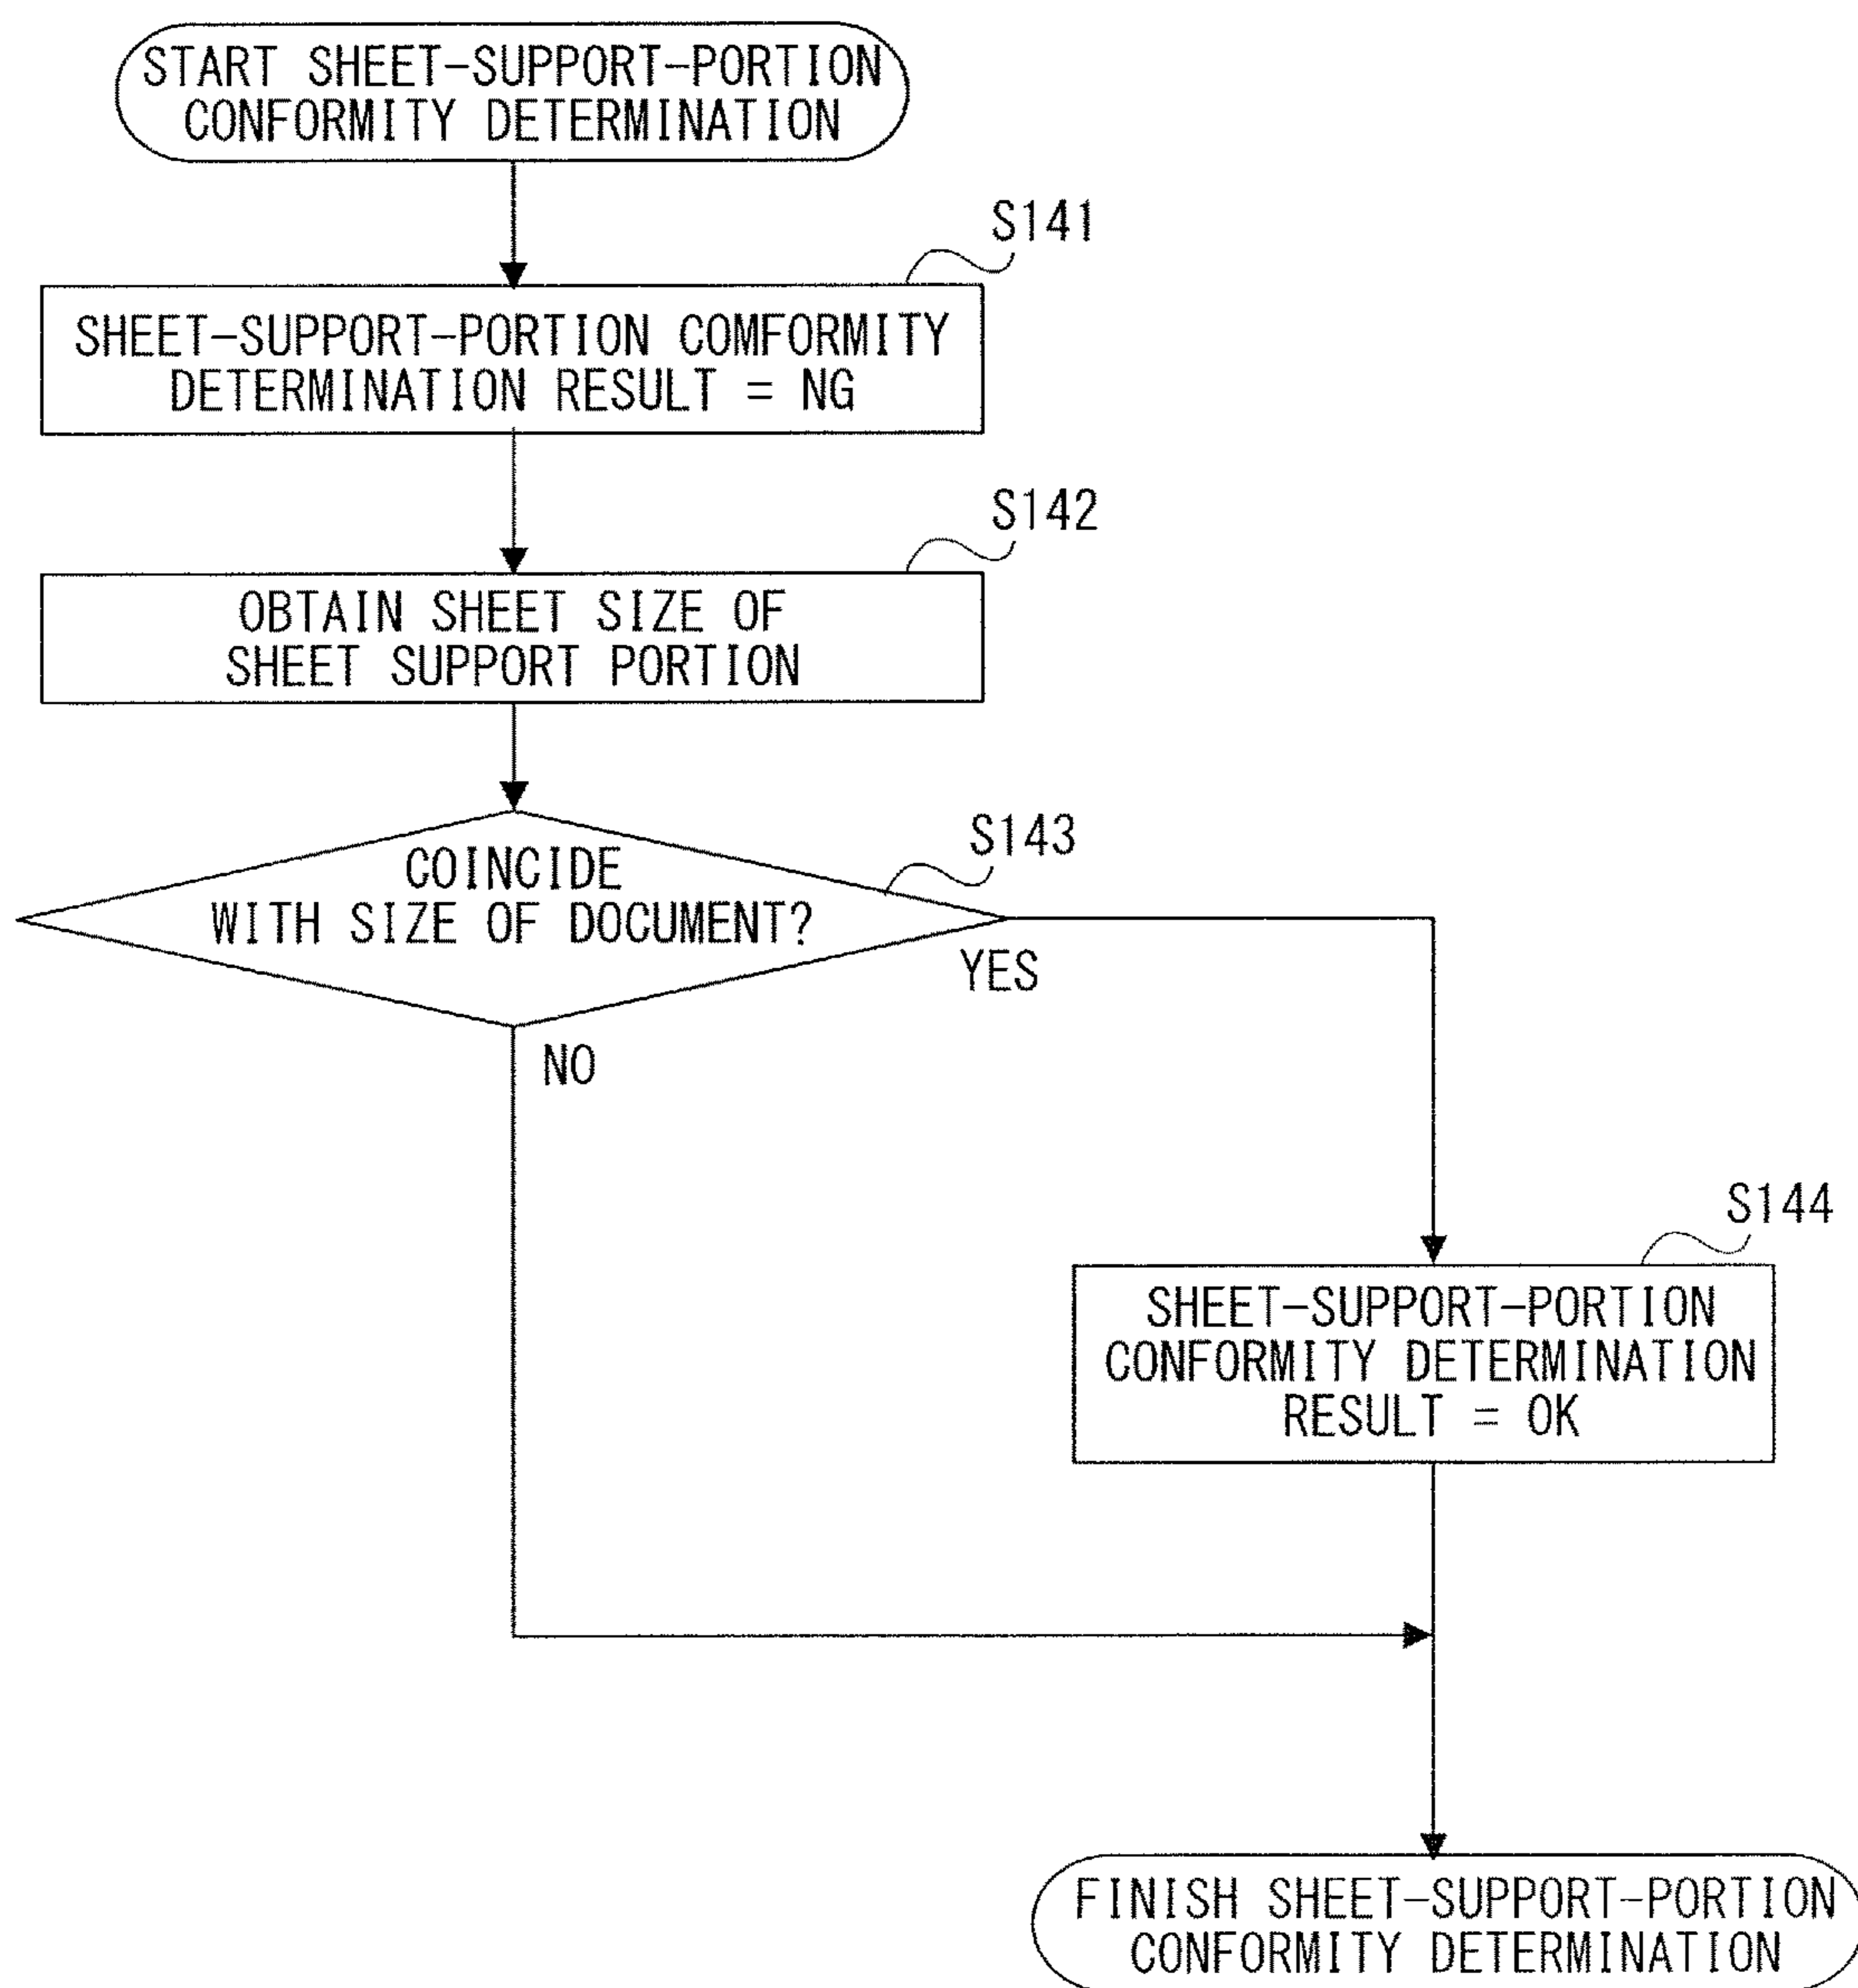 START SHEET-SUPPORT-PORTION
CONFORMITY DETERMINATION
S141
SHEET-SUPPORT-PORTION COMFORMITY
DETERMINATION RESULT = NG
S142
OBTAIN SHEET SIZE OF
SHEET SUPPORT PORTION
S143
COINCIDE
WITH SIZE OF DOCUMENT?
YES
NO
S144
SHEET-SUPPORT-PORTION
CONFORMITY DETERMINATION
RESULT = OK
FINISH SHEET-SUPPORT-PORTION
CONFORMITY DETERMINATION